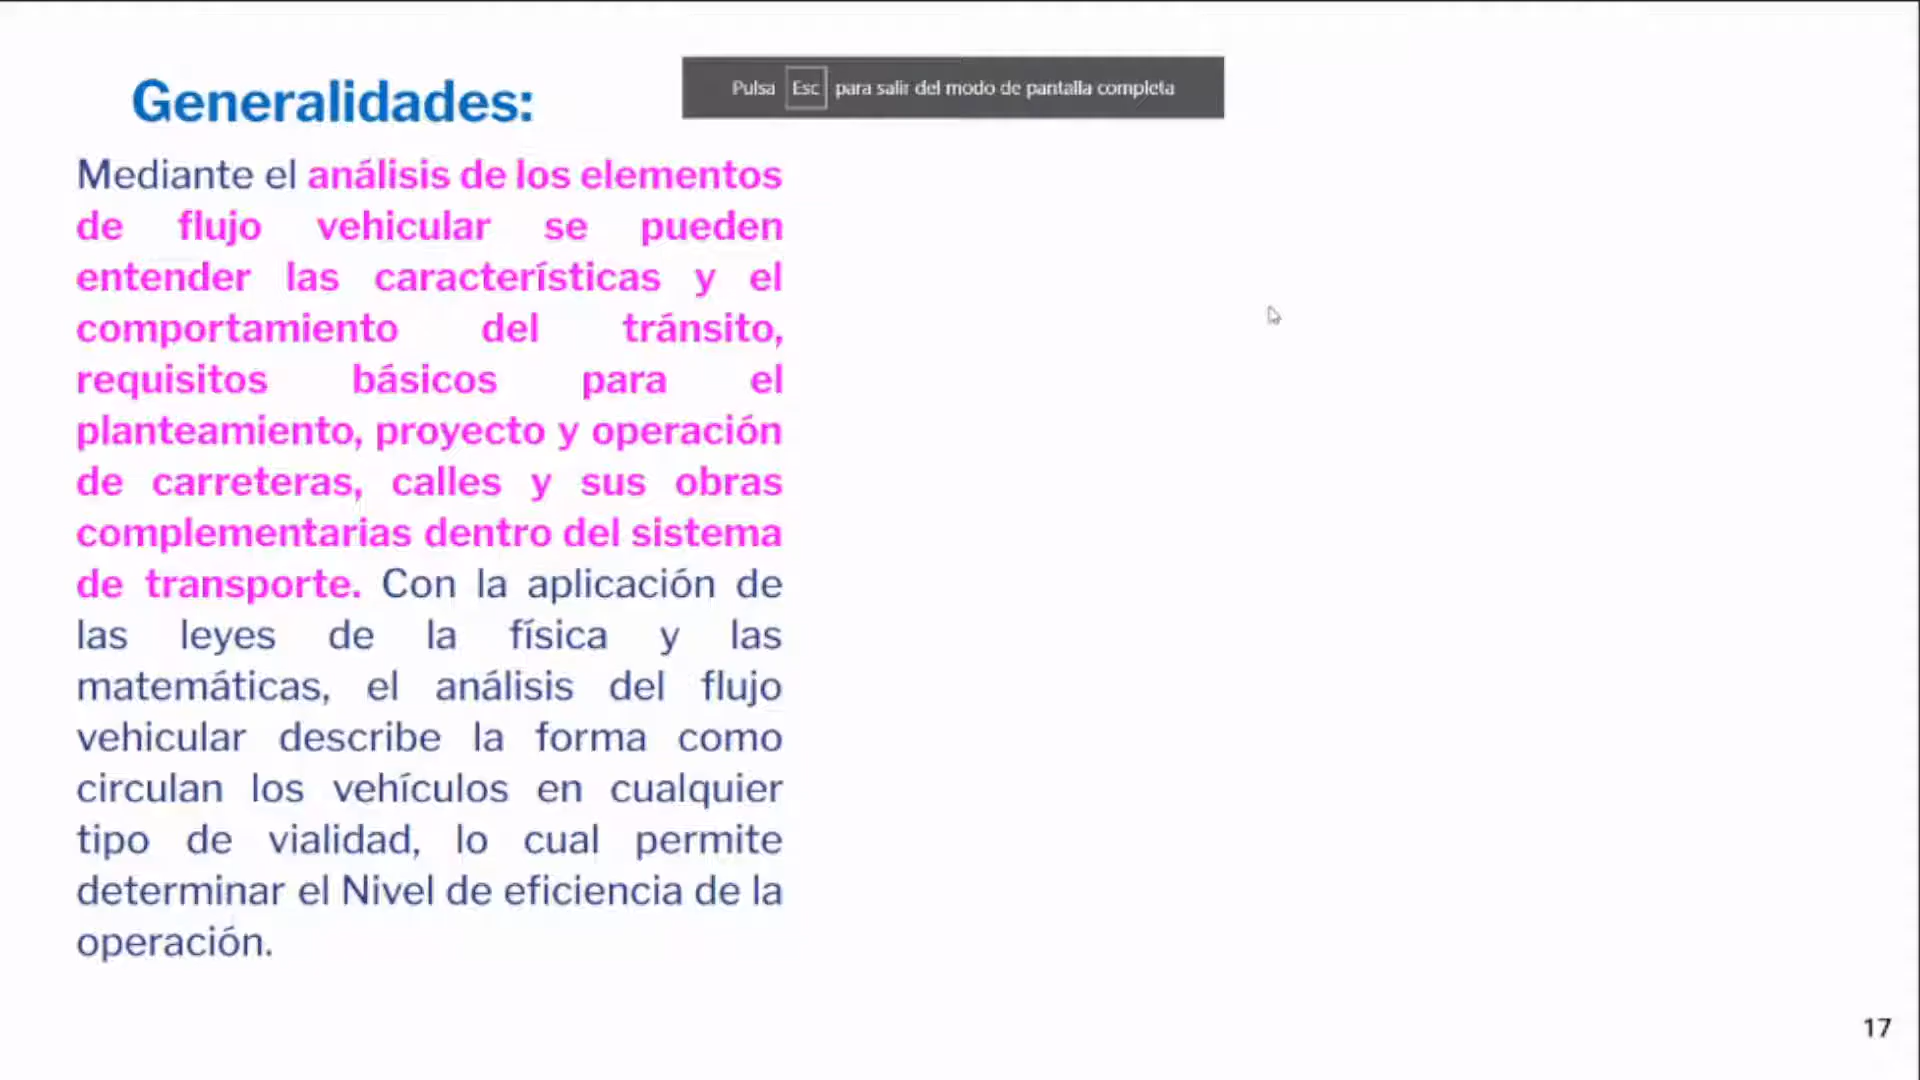 Pulsa Esc para salir del modo de pantalla completa
Generalidades:
Mediante el análisis de los elementos
de flujo vehicular se pueden
entender las características y el
comportamiento del tránsito,
requisitos básicos para el
planteamiento, proyecto y operación
de carreteras, calles y sus obras
complementarias dentro del sistema
de transporte. Con la aplicación de
las leyes de la física y las
matemáticas, el análisis del flujo
vehicular describe la forma como
circulan los vehículos en cualquier
tipo de vialidad, lo cual permite
determinar el Nivel de eficiencia de la
operación.
17